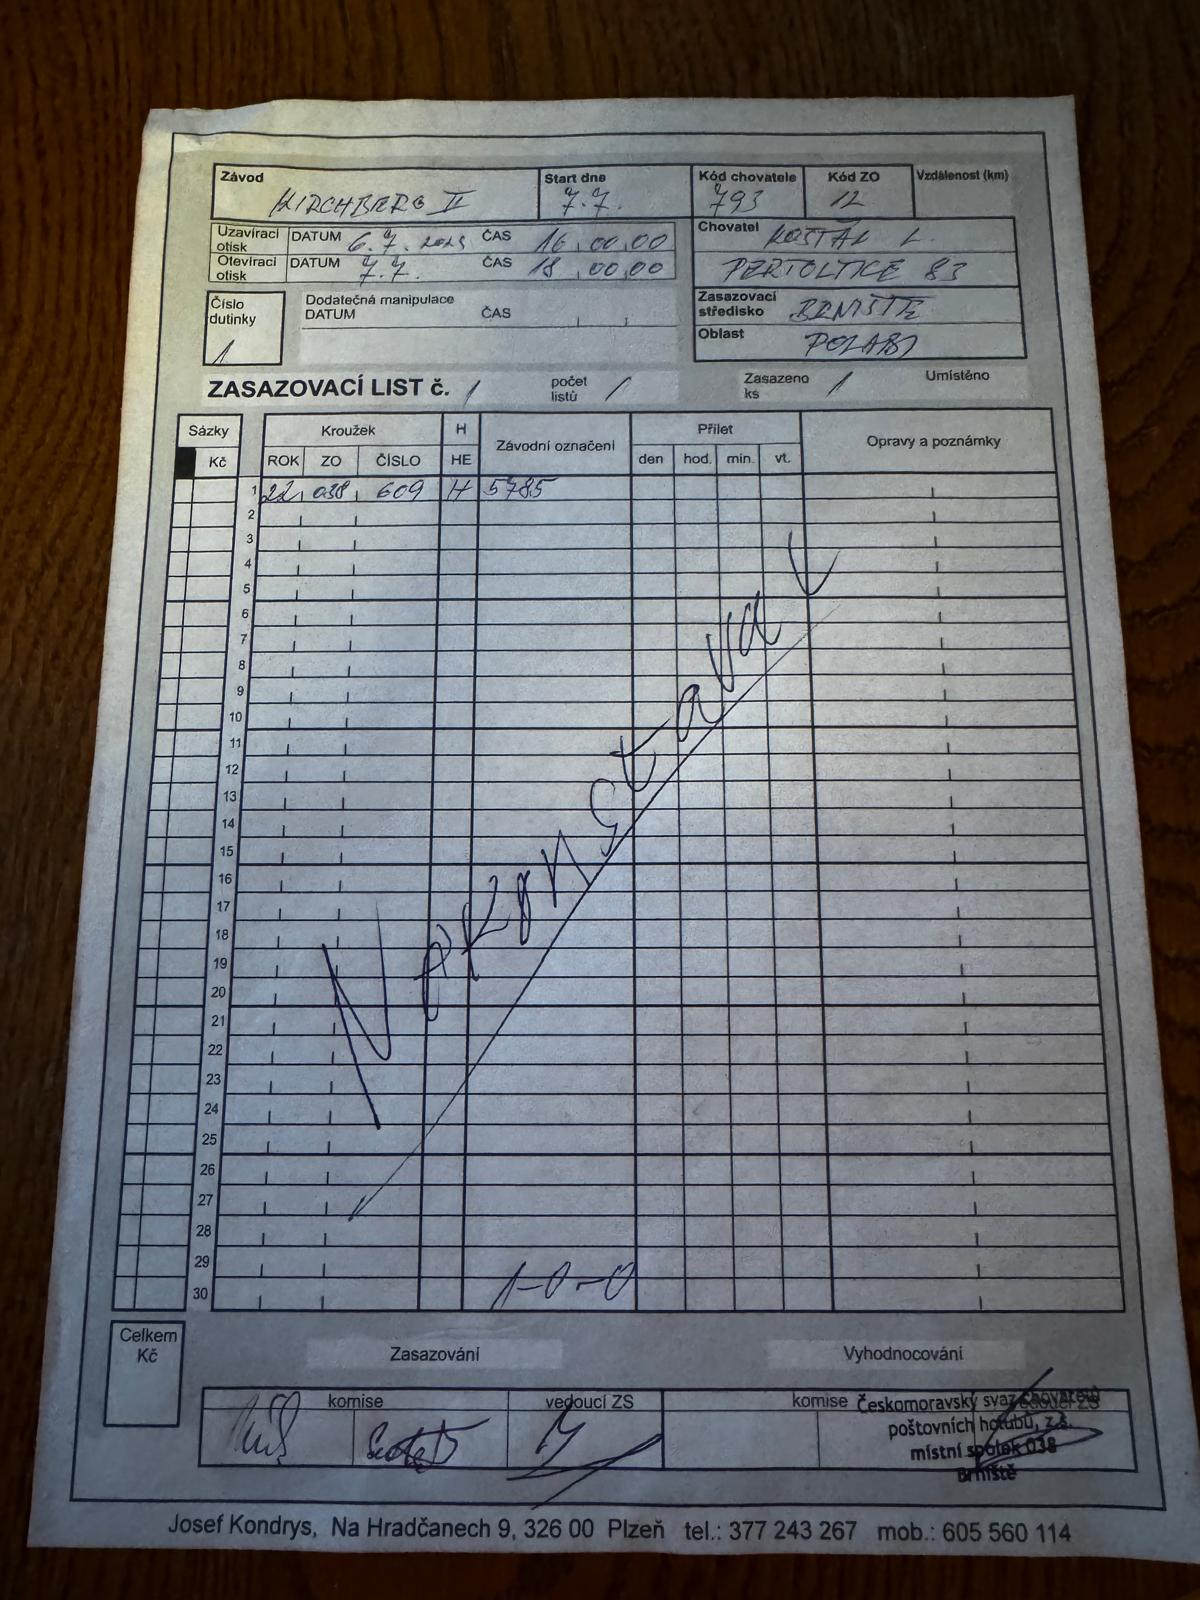 Závod
KIRCHBERG II
Start dne
7.7.
Kód chovatele
793
Kód ZO
12
Vzdálenost (km)
Uzavírací otisk DATUM 6.7. ČAS 16 00 00
Otevírací otisk DATUM 7.7. ČAS 18 00 00
Chovatel KOŠŤÁL L.
PERTOLTICE 83
Číslo dutinky
1
Dodatečná manipulace
DATUM ČAS
Zasazovací středisko BRNIŠTĚ
Oblast POLABÍ
ZASAZOVACÍ LIST č. 1 počet listů 1 Zasazeno ks 1 Umístěno
Sázky Kroužek H Závodní označení Přílet Opravy a poznámky
Kč ROK ZO ČÍSLO HE den hod. min. vt.
1 22 038 609 H 5785
2
3
4
5
6
7
8
9
10
11
12
13
14
15
16
17
18
19
20
21
22
23
24
25
26
27
28
29
30
Nekonstaval
1-0-0
Celkem Kč
Zasazování Vyhodnocování
komise vedoucí ZS komise
Českomoravský svaz chovatelů
poštovních holubů, z.s.
místní spolek 038
Brniště
Josef Kondrys, Na Hradčanech 9, 326 00 Plzeň tel.: 377 243 267 mob.: 605 560 114